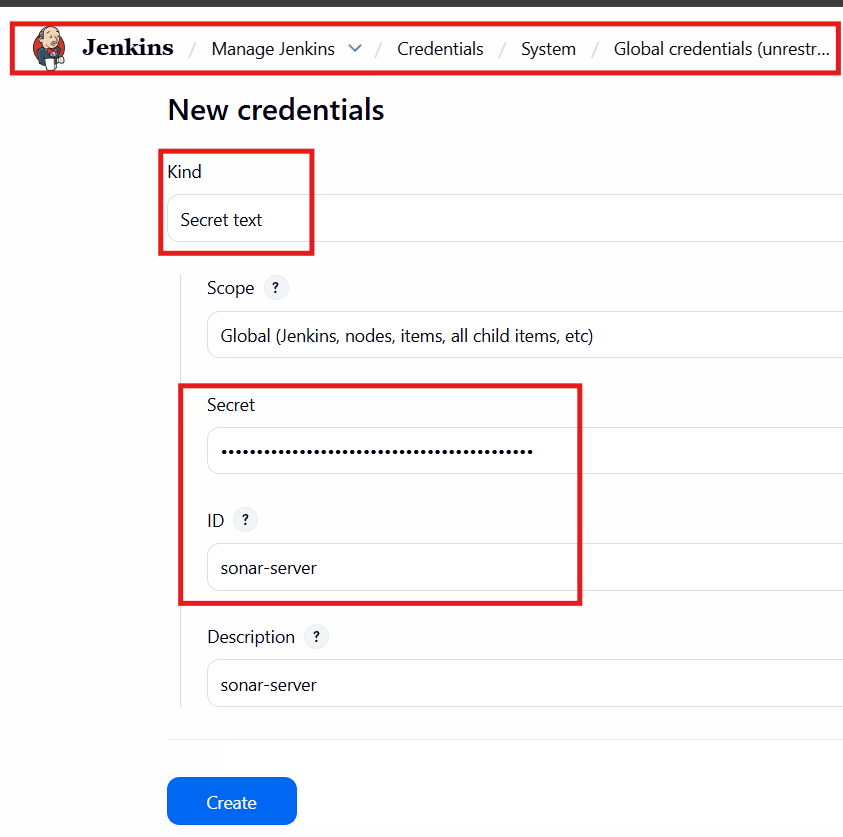 Jenkins / Manage Jenkins / Credentials / System / Global credentials (unrestr...
New credentials
Kind
Secret text
Scope ?
Global (Jenkins, nodes, items, all child items, etc)
Secret
••••••••••••••••••••••••••••••••••••••••••••
ID ?
sonar-server
Description ?
sonar-server
Create